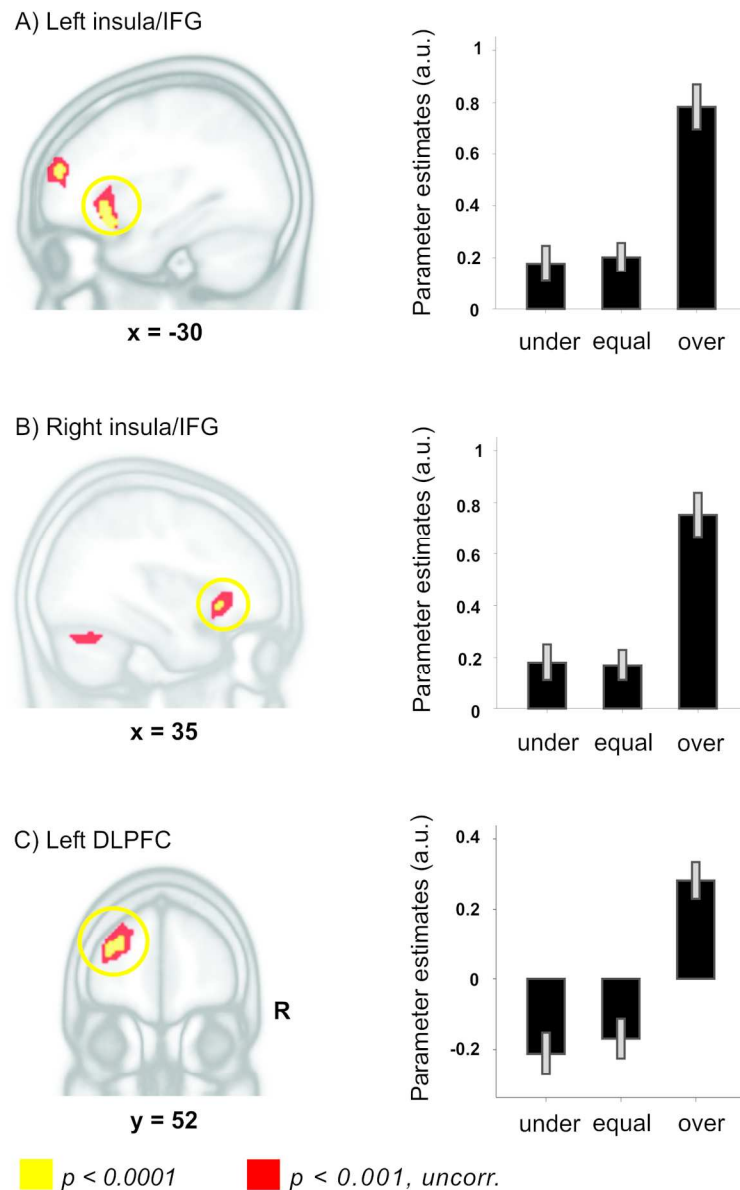 A) Left insula/IFG
x = -30
Parameter estimates (a.u.)
1
0.8
0.6
0.4
0.2
0
under equal over
B) Right insula/IFG
x = 35
Parameter estimates (a.u.)
1
0.8
0.6
0.4
0.2
0
under equal over
C) Left DLPFC
R
y = 52
Parameter estimates (a.u.)
0.4
0.2
0
-0.2
under equal over
p < 0.0001 p < 0.001, uncorr.